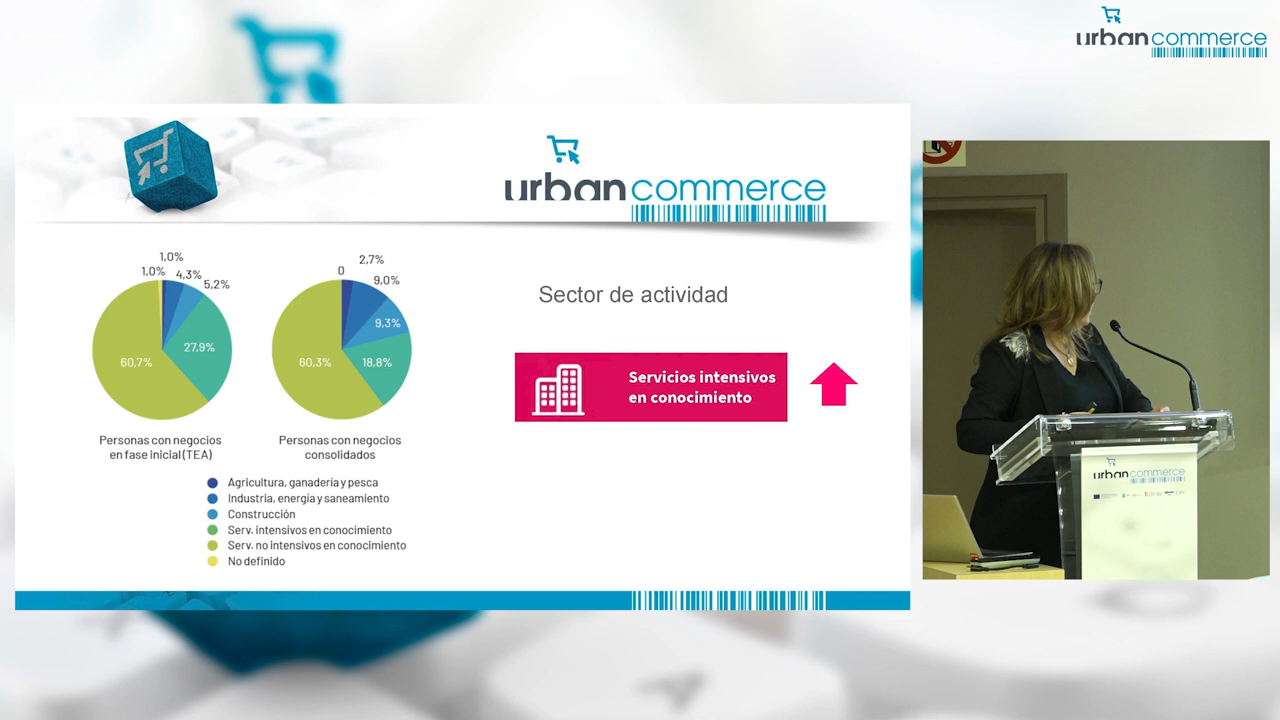 urbancommerce
urbancommerce
1,0%
1,0%
4,3%
5,2%
27,9%
60,7%
2,7%
0
9,0%
9,3%
18,8%
60,3%
Personas con negocios
en fase inicial (TEA)
Personas con negocios
consolidados
Agricultura, ganadería y pesca
Industria, energía y saneamiento
Construcción
Serv. intensivos en conocimiento
Serv. no intensivos en conocimiento
No definido
Sector de actividad
Servicios intensivos
en conocimiento
urbancommerce